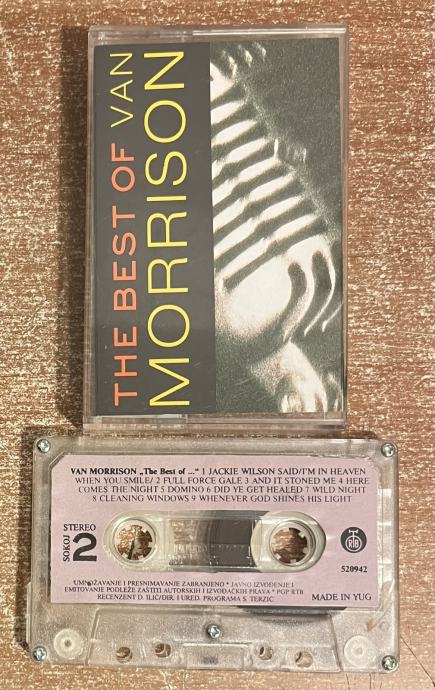 THE BEST OF VAN
MORRISON
VAN MORRISON „The Best of ..." 1 JACKIE WILSON SAID/I'M IN HEAVEN
WHEN YOU SMILE/ 2 FULL FORCE GALE 3 AND IT STONED ME 4 HERE
COMES THE NIGHT 5 DOMINO 6 DID YE GET HEALED 7 WILD NIGHT
8 CLEANING WINDOWS 9 WHENEVER GOD SHINES HIS LIGHT
STEREO
SOKOJ
2
RTB
520942
UMNOŽAVANJE I PRESNIMAVANJE ZABRANJENO * JAVNO IZVOĐENJE I
EMITOVANJE PODLEŽE ZAŠTITI AUTORSKIH I IZVOĐAČKIH PRAVA * PGP RTB
RECENZENT D. ILIĆ/DIR. I URED. PROGRAMA S. TERZIĆ
MADE IN YUG